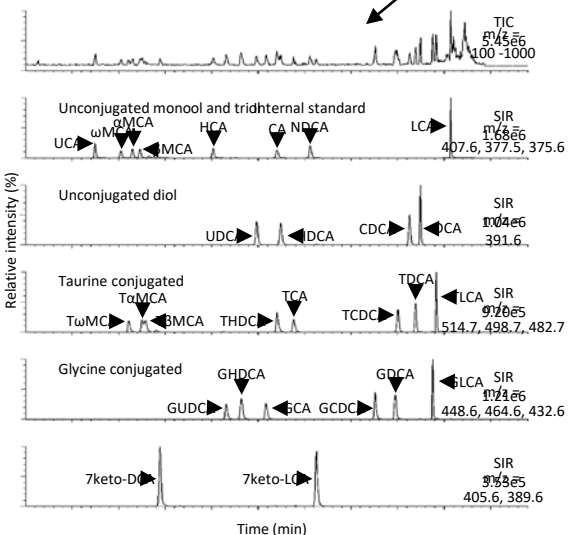 TIC
m/z =
5.45e6
100 -1000
Unconjugated monool and triol
Internal standard
αMCA
ωMCA
UCA
βMCA
HCA
CA
NDCA
LCA
SIR
m/z =
1.68e6
407.6, 377.5, 375.6
Unconjugated diol
UDCA
HDCA
CDCA
DCA
SIR
m/z =
1.04e6
391.6
Taurine conjugated
TαMCA
TωMCA
TβMCA
THDCA
TCA
TCDCA
TDCA
TLCA
SIR
m/z =
9.20e5
514.7, 498.7, 482.7
Glycine conjugated
GHDCA
GUDCA
GCA
GCDCA
GDCA
GLCA
SIR
m/z =
1.21e6
448.6, 464.6, 432.6
7keto-DCA
7keto-LCA
SIR
m/z =
405.6, 389.6
Relative intensity (%)
Time (min)